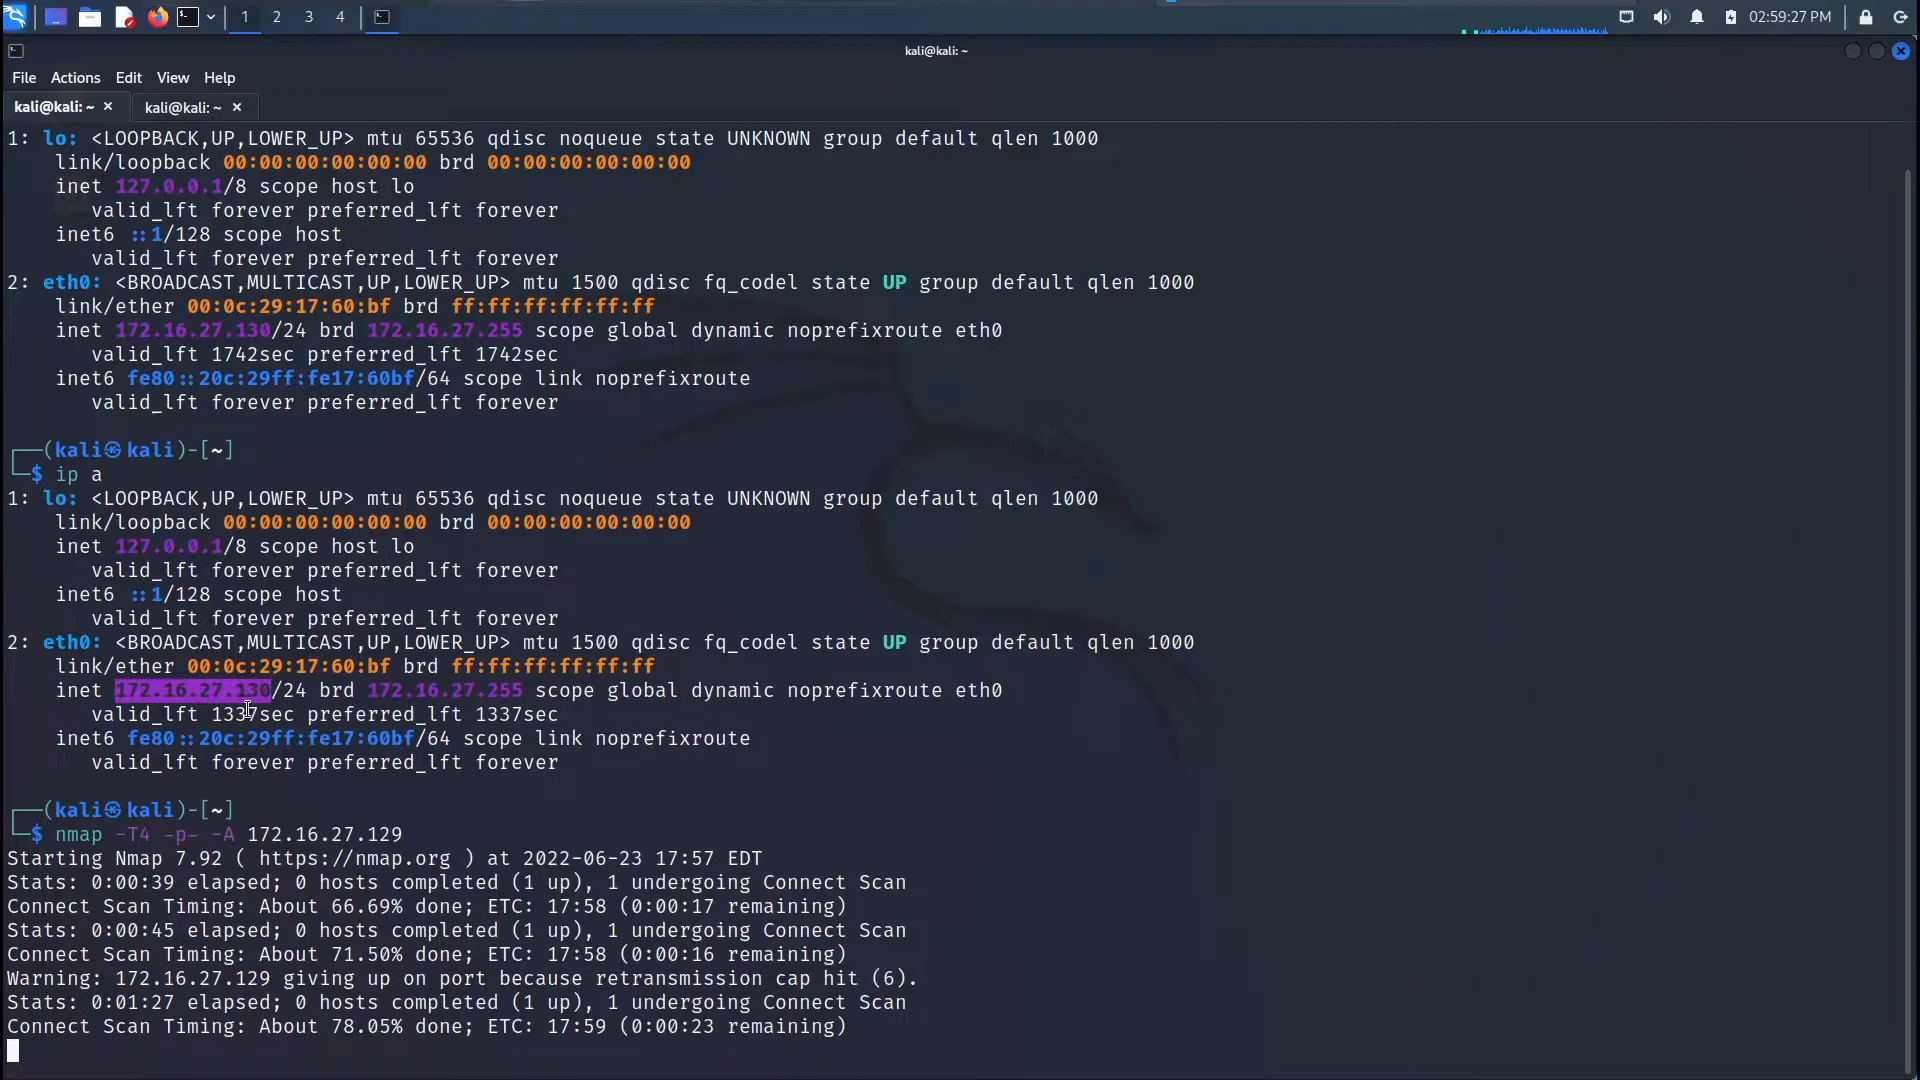 1 2 3 4 02:59:27 PM
kali@kali: ~
File Actions Edit View Help
kali@kali: ~ × kali@kali: ~ ×
1: lo: <LOOPBACK,UP,LOWER_UP> mtu 65536 qdisc noqueue state UNKNOWN group default qlen 1000
    link/loopback 00:00:00:00:00:00 brd 00:00:00:00:00:00
    inet 127.0.0.1/8 scope host lo
       valid_lft forever preferred_lft forever
    inet6 ::1/128 scope host
       valid_lft forever preferred_lft forever
2: eth0: <BROADCAST,MULTICAST,UP,LOWER_UP> mtu 1500 qdisc fq_codel state UP group default qlen 1000
    link/ether 00:0c:29:17:60:bf brd ff:ff:ff:ff:ff:ff
    inet 172.16.27.130/24 brd 172.16.27.255 scope global dynamic noprefixroute eth0
       valid_lft 1742sec preferred_lft 1742sec
    inet6 fe80::20c:29ff:fe17:60bf/64 scope link noprefixroute
       valid_lft forever preferred_lft forever
┌──(kali㉿kali)-[~]
└─$ ip a
1: lo: <LOOPBACK,UP,LOWER_UP> mtu 65536 qdisc noqueue state UNKNOWN group default qlen 1000
    link/loopback 00:00:00:00:00:00 brd 00:00:00:00:00:00
    inet 127.0.0.1/8 scope host lo
       valid_lft forever preferred_lft forever
    inet6 ::1/128 scope host
       valid_lft forever preferred_lft forever
2: eth0: <BROADCAST,MULTICAST,UP,LOWER_UP> mtu 1500 qdisc fq_codel state UP group default qlen 1000
    link/ether 00:0c:29:17:60:bf brd ff:ff:ff:ff:ff:ff
    inet 172.16.27.130/24 brd 172.16.27.255 scope global dynamic noprefixroute eth0
       valid_lft 1337sec preferred_lft 1337sec
    inet6 fe80::20c:29ff:fe17:60bf/64 scope link noprefixroute
       valid_lft forever preferred_lft forever
┌──(kali㉿kali)-[~]
└─$ nmap -T4 -p- -A 172.16.27.129
Starting Nmap 7.92 ( https://nmap.org ) at 2022-06-23 17:57 EDT
Stats: 0:00:39 elapsed; 0 hosts completed (1 up), 1 undergoing Connect Scan
Connect Scan Timing: About 66.69% done; ETC: 17:58 (0:00:17 remaining)
Stats: 0:00:45 elapsed; 0 hosts completed (1 up), 1 undergoing Connect Scan
Connect Scan Timing: About 71.50% done; ETC: 17:58 (0:00:16 remaining)
Warning: 172.16.27.129 giving up on port because retransmission cap hit (6).
Stats: 0:01:27 elapsed; 0 hosts completed (1 up), 1 undergoing Connect Scan
Connect Scan Timing: About 78.05% done; ETC: 17:59 (0:00:23 remaining)